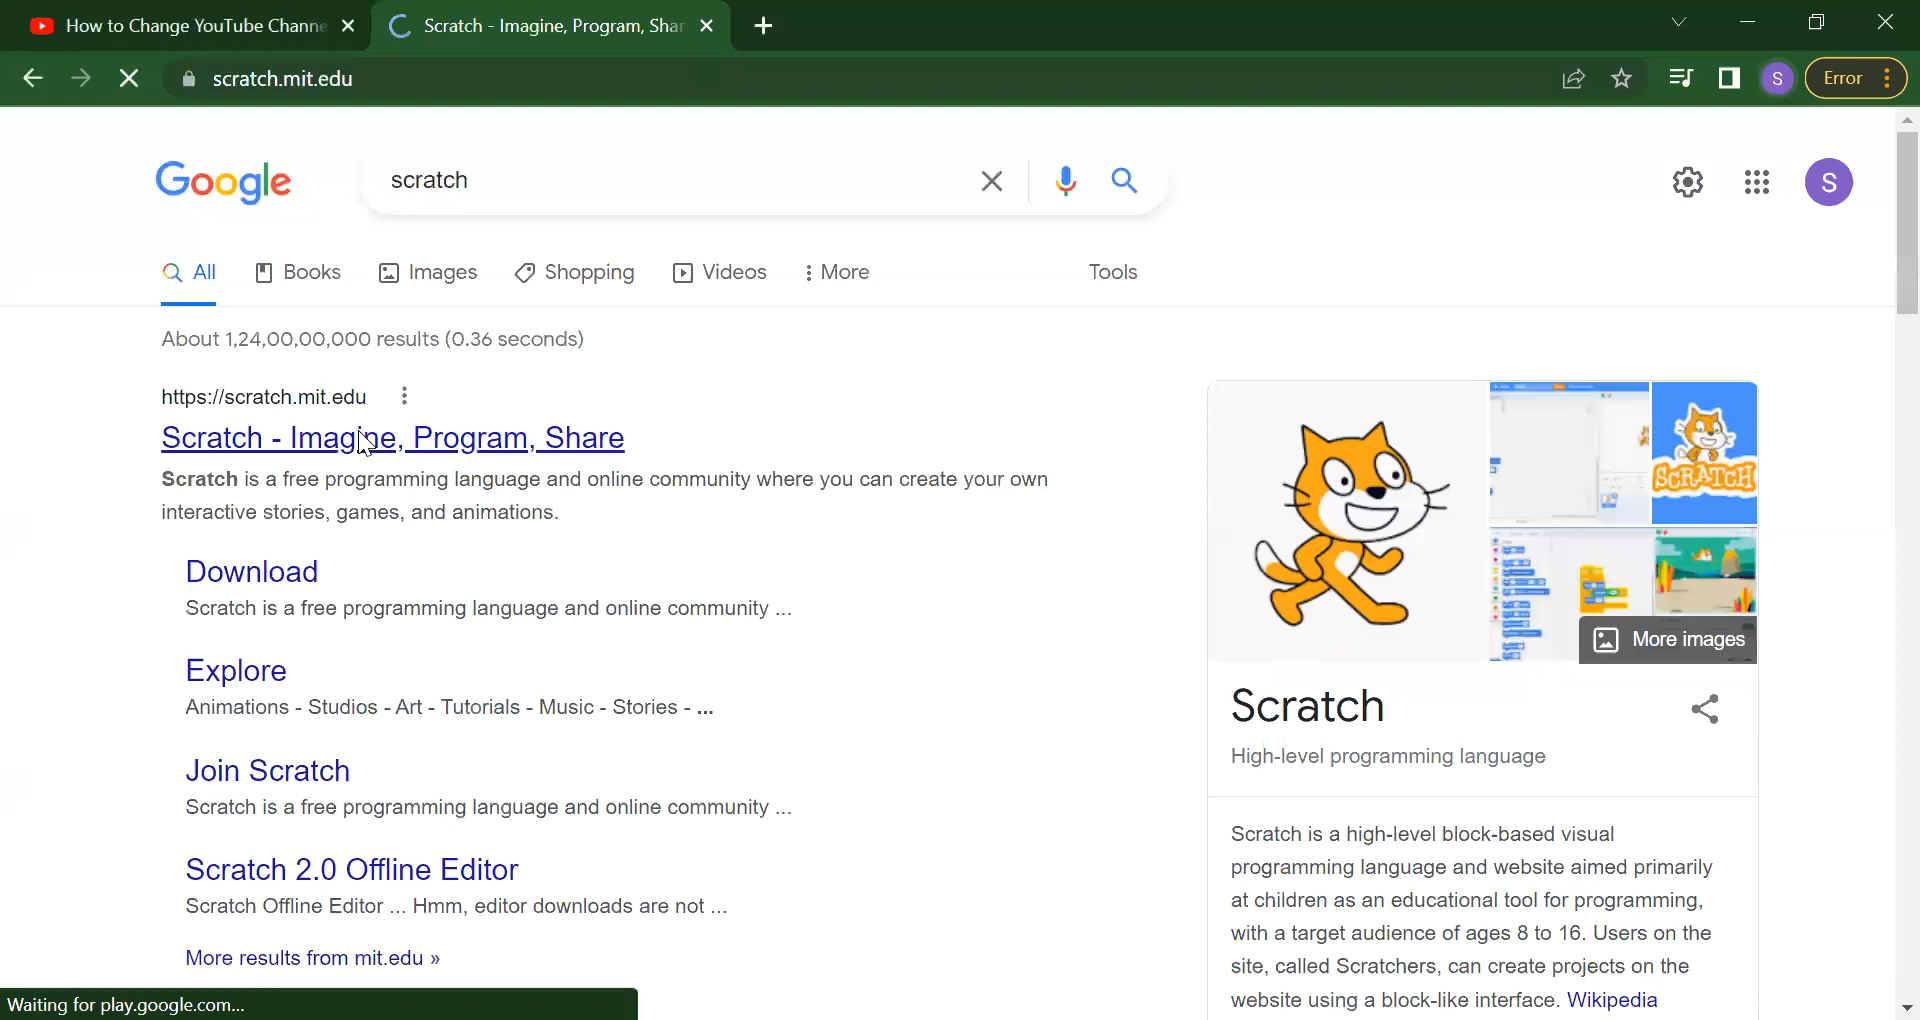 How to Change YouTube Channe
Scratch - Imagine, Program, Shar
scratch.mit.edu
S
Error
Google
scratch
S
All
Books
Images
Shopping
Videos
More
Tools
About 1,24,00,00,000 results (0.36 seconds)
https://scratch.mit.edu
Scratch - Imagine, Program, Share
Scratch is a free programming language and online community where you can create your own
interactive stories, games, and animations.
Download
Scratch is a free programming language and online community ...
Explore
Animations - Studios - Art - Tutorials - Music - Stories - ...
Join Scratch
Scratch is a free programming language and online community ...
Scratch 2.0 Offline Editor
Scratch Offline Editor ... Hmm, editor downloads are not ...
More results from mit.edu »
SCRATCH
More images
Scratch
High-level programming language
Scratch is a high-level block-based visual
programming language and website aimed primarily
at children as an educational tool for programming,
with a target audience of ages 8 to 16. Users on the
site, called Scratchers, can create projects on the
website using a block-like interface. Wikipedia
Waiting for play.google.com...